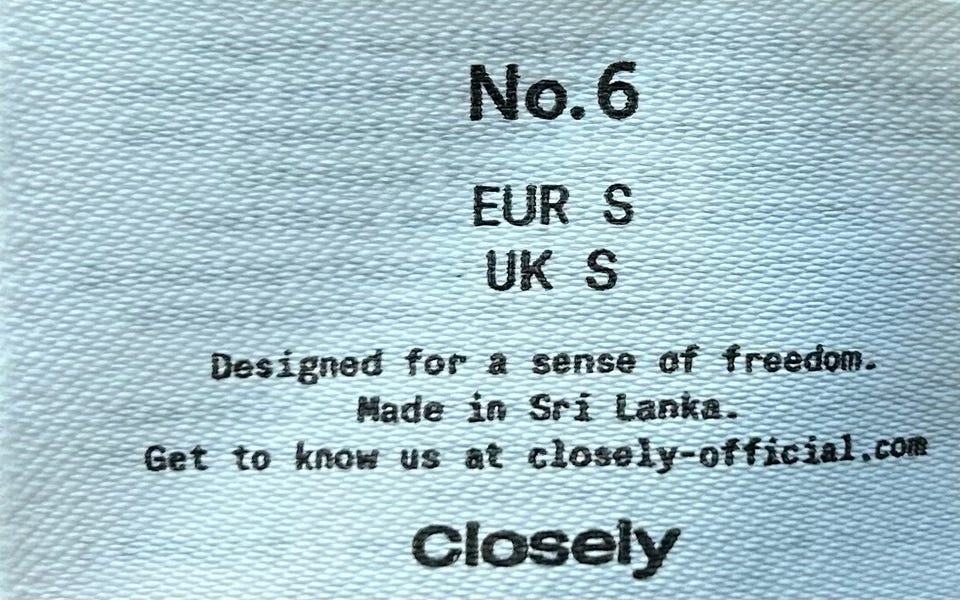 No.6
EUR S
UK S
Designed for a sense of freedom.
Made in Sri Lanka.
Get to know us at closely-official.com
Closely